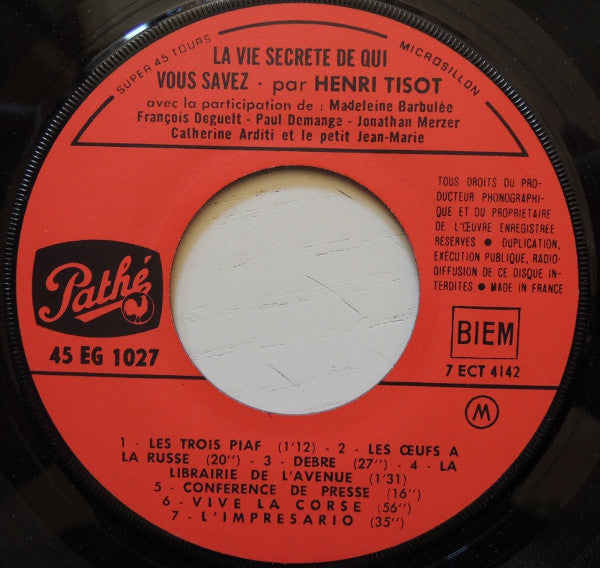 SUPER 45 TOURS
MICROSILLON
LA VIE SECRETE DE QUI
VOUS SAVEZ - par HENRI TISOT
avec la participation de : Madeleine Barbulée
François Deguelt - Paul Demange - Jonathan Merzer
Catherine Arditi et le petit Jean-Marie
TOUS DROITS DU PRO-
DUCTEUR PHONOGRAPHI-
QUE ET DU PROPRIETAIRE
DE L'ŒUVRE ENREGISTREE
RÉSERVES ● DUPLICATION,
EXÉCUTION PUBLIQUE, RADIO-
DIFFUSION DE CE DISQUE IN-
TERDITES ● MADE IN FRANCE
Pathé
45 EG 1027
BIEM
7 ECT 4142
M
1 - LES TROIS PIAF (1'12) - 2 - LES ŒUFS A
LA RUSSE (20") - 3 - DEBRE (27") - 4 - LA
LIBRAIRIE DE L'AVENUE (1'31)
5 - CONFERENCE DE PRESSE (16")
6 - VIVE LA CORSE (56")
7 - L'IMPRESARIO (35")